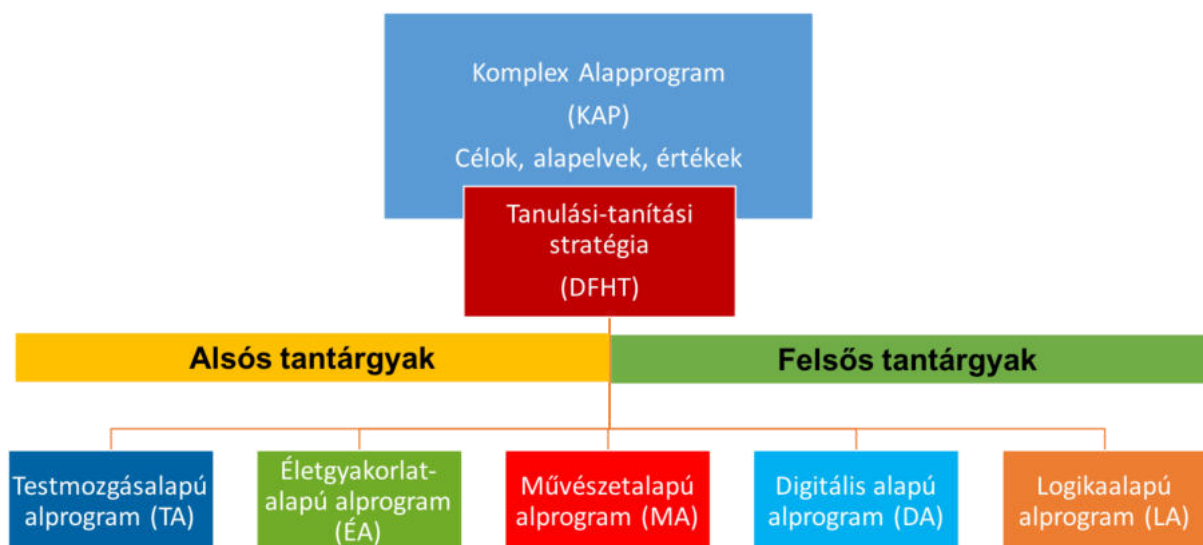 Komplex Alapprogram
(KAP)
Célok, alapelvek, értékek
Tanulási-tanítási
stratégia
(DFHT)
Alsós tantárgyak
Felsős tantárgyak
Testmozgásalapú
alprogram (TA)
Életgyakorlat-
alapú alprogram
(ÉA)
Művészetalapú
alprogram (MA)
Digitális alapú
alprogram (DA)
Logikaalapú
alprogram (LA)